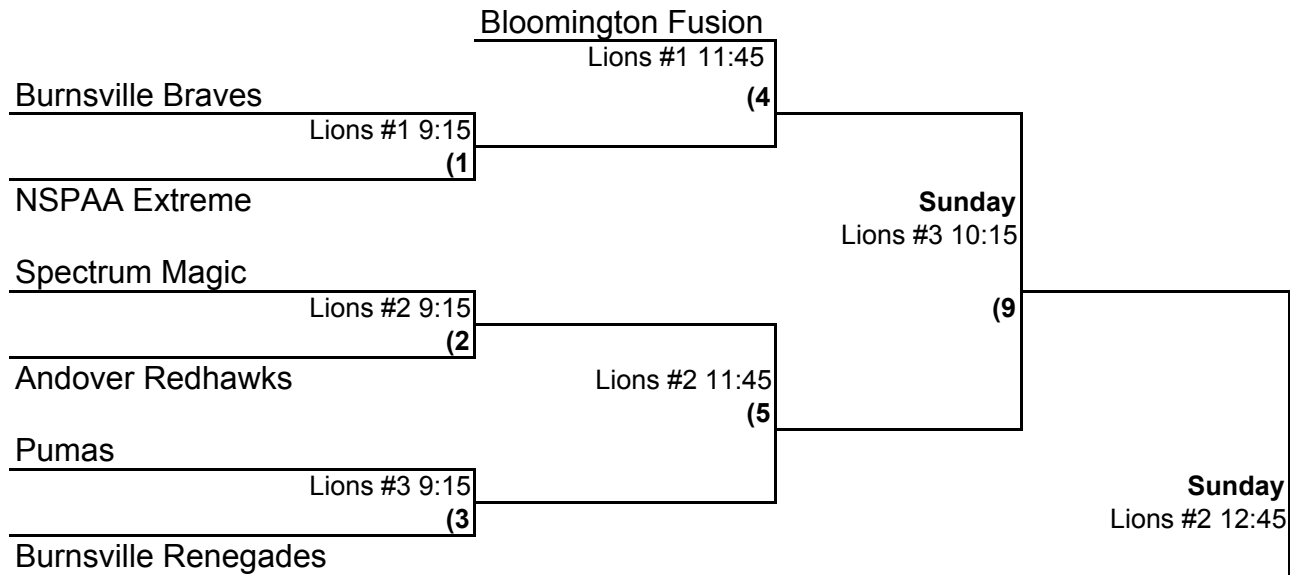 Bloomington Fusion
Lions #1 11:45
Burnsville Braves
(4
Lions #1 9:15
(1
NSPAA Extreme
Sunday
Lions #3 10:15
Spectrum Magic
Lions #2 9:15
(9
(2
Andover Redhawks
Lions #2 11:45
(5
Pumas
Lions #3 9:15
Sunday
(3
Lions #2 12:45
Burnsville Renegades